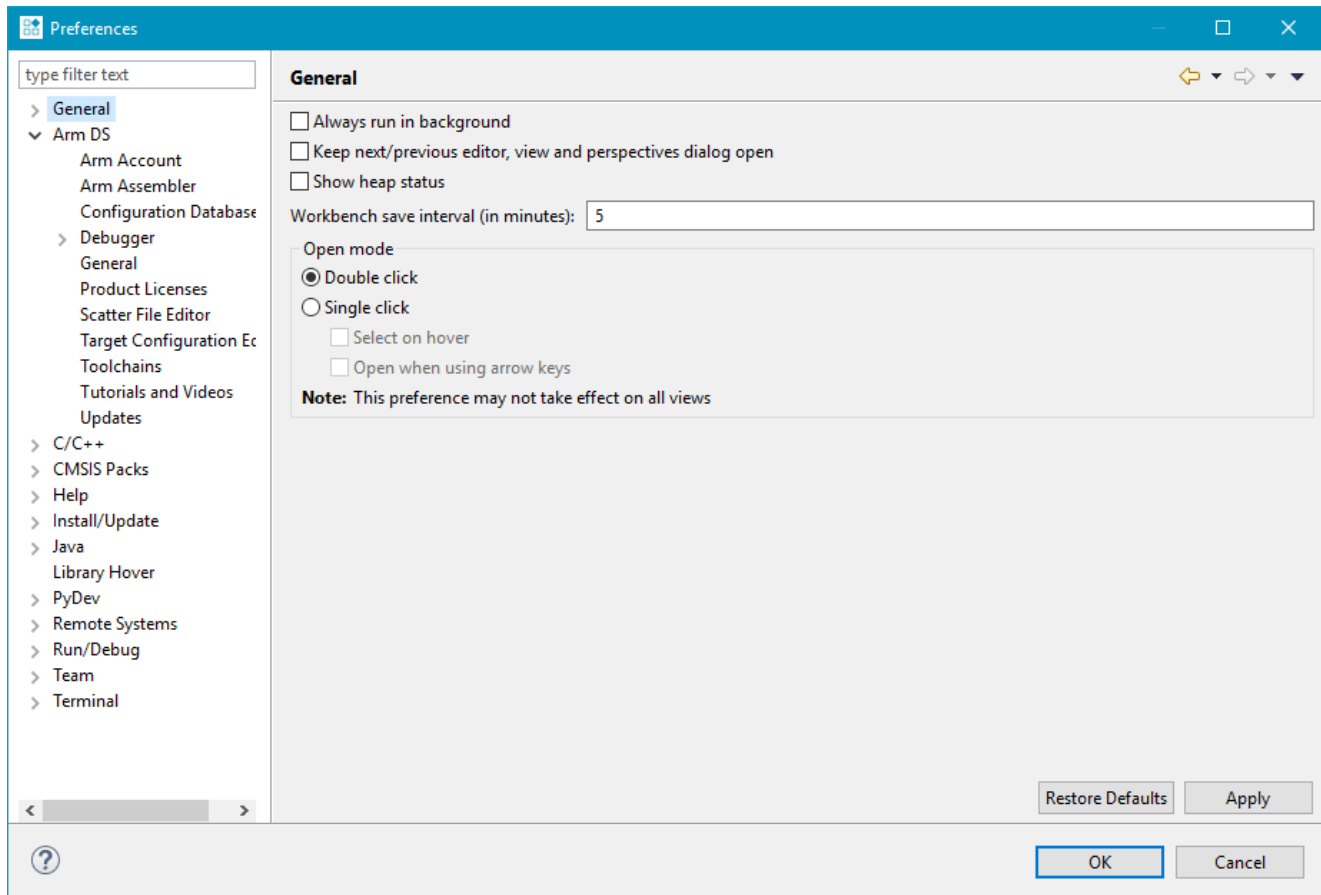 Preferences
type filter text
General
Arm DS
Arm Account
Arm Assembler
Configuration Database
Debugger
General
Product Licenses
Scatter File Editor
Target Configuration Ec
Toolchains
Tutorials and Videos
Updates
C/C++
CMSIS Packs
Help
Install/Update
Java
Library Hover
PyDev
Remote Systems
Run/Debug
Team
Terminal
General
Always run in background
Keep next/previous editor, view and perspectives dialog open
Show heap status
Workbench save interval (in minutes): 5
Open mode
Double click
Single click
Select on hover
Open when using arrow keys
Note: This preference may not take effect on all views
Restore Defaults Apply
? OK Cancel